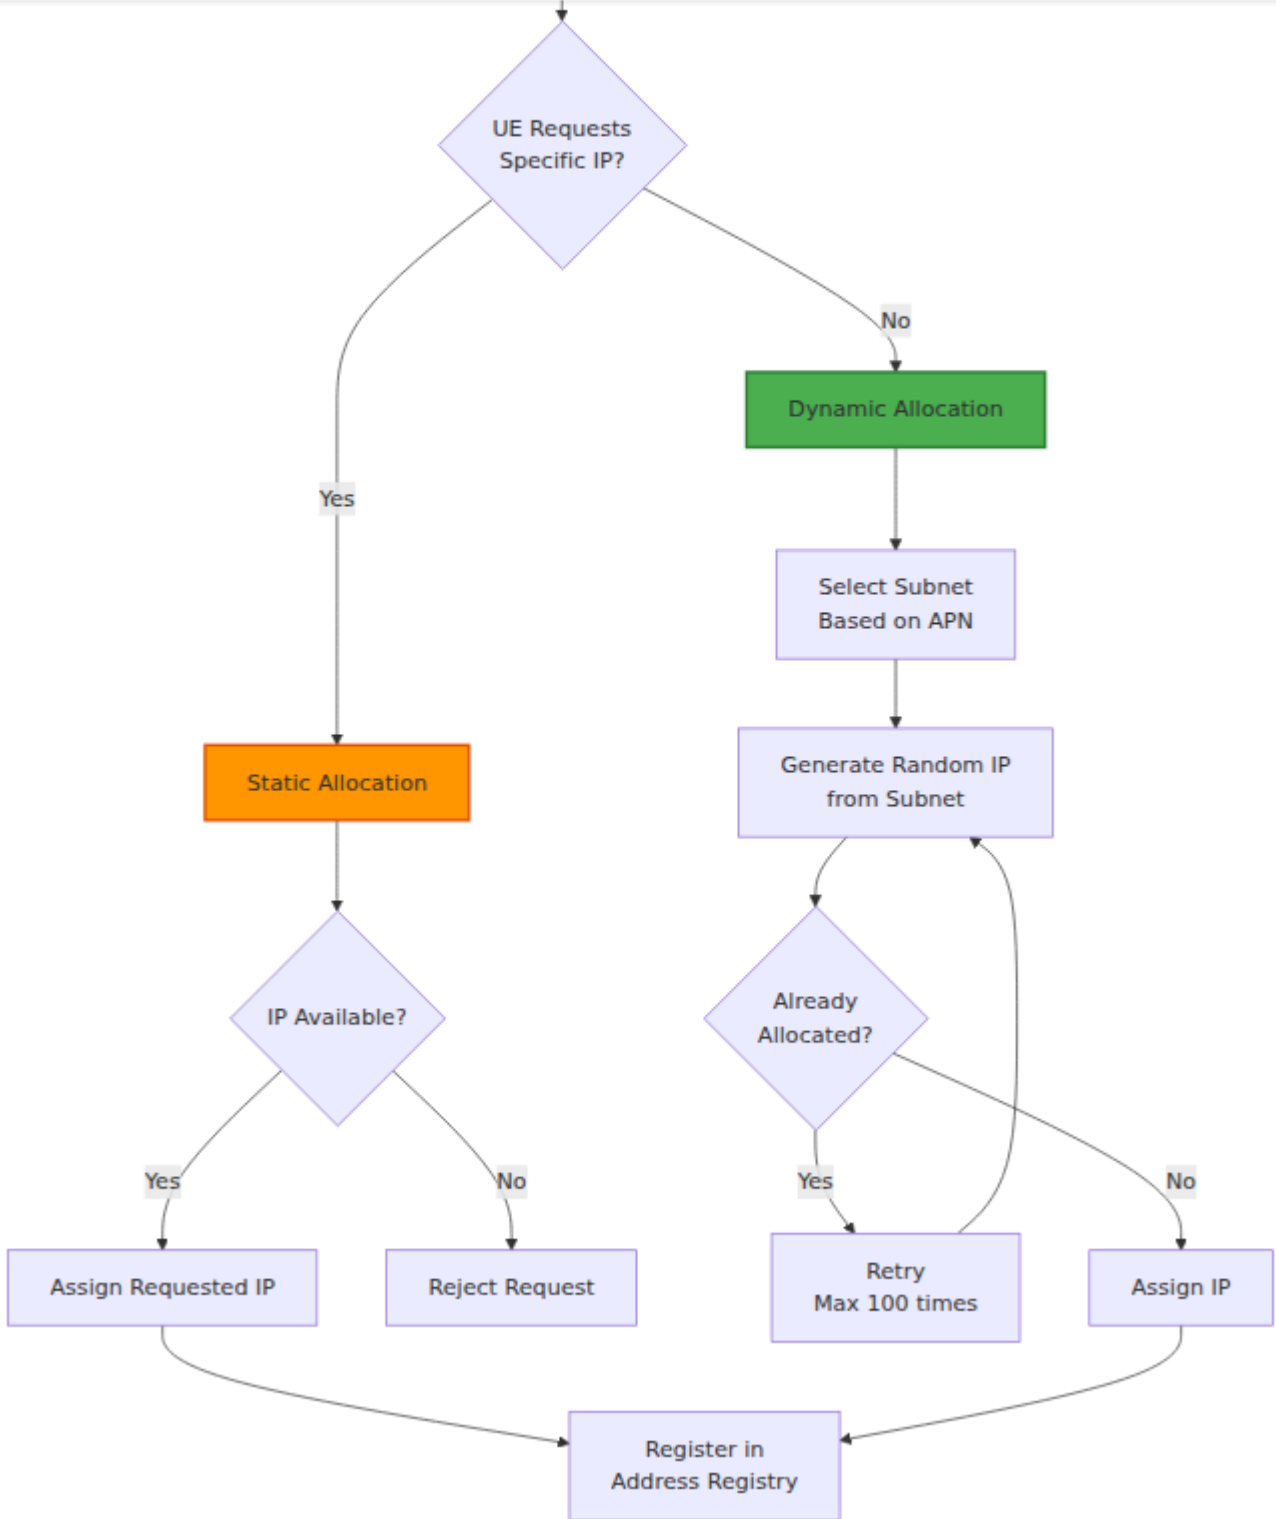 UE Requests
Specific IP?
No
Dynamic Allocation
Yes
Select Subnet
Based on APN
Static Allocation
Generate Random IP
from Subnet
IP Available?
Already
Allocated?
Yes
No
Yes
No
Assign Requested IP
Reject Request
Retry
Max 100 times
Assign IP
Register in
Address Registry